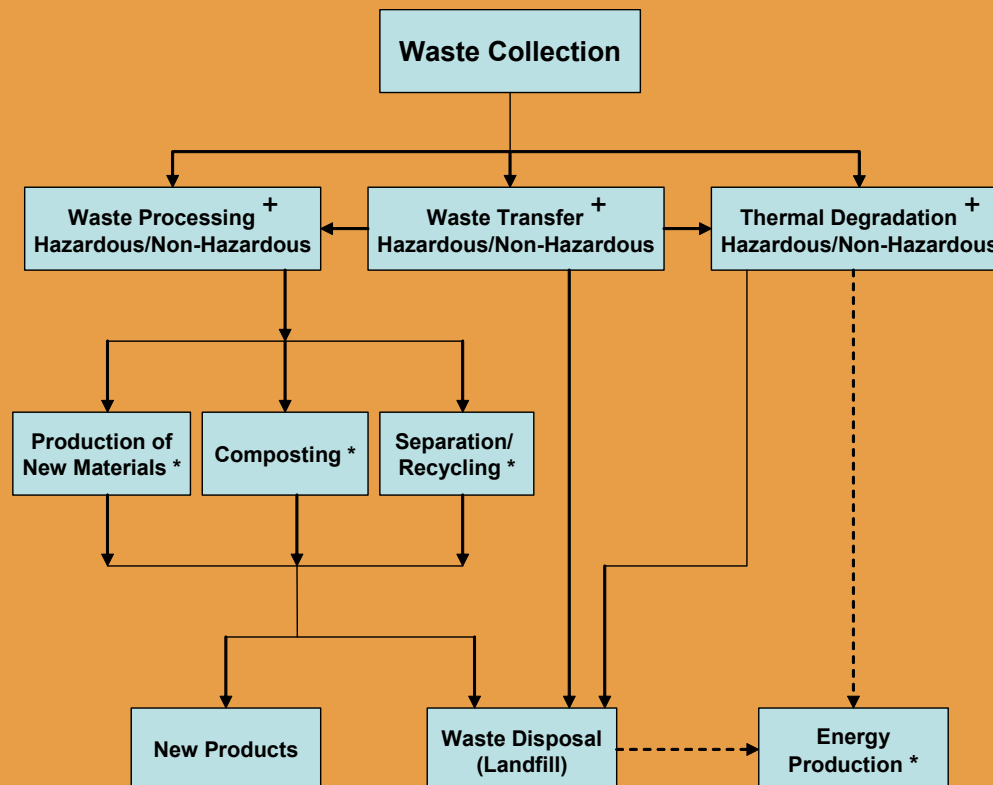 Waste Collection
Waste Processing +
Hazardous/Non-Hazardous
Waste Transfer +
Hazardous/Non-Hazardous
Thermal Degradation +
Hazardous/Non-Hazardous
Production of
New Materials *
Composting *
Separation/
Recycling *
New Products
Waste Disposal
(Landfill)
Energy
Production *